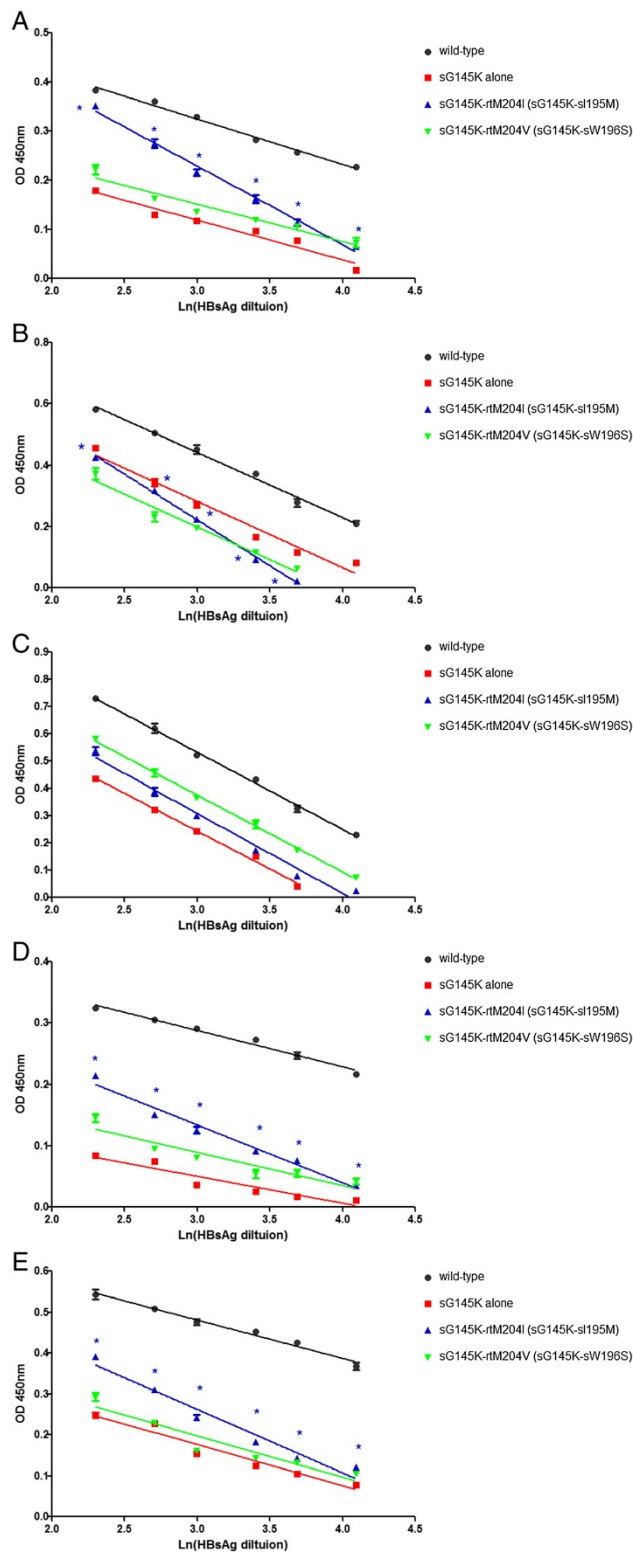 A
0.5
0.4
0.3
0.2
0.1
0.0
OD 450nm
2.0 2.5 3.0 3.5 4.0 4.5
Ln(HBsAg diltuion)
wild-type
sG145K alone
sG145K-rtM204I (sG145K-sI195M)
sG145K-rtM204V (sG145K-sW196S)
* * * * * *
B
0.8
0.6
0.4
0.2
0.0
OD 450nm
2.0 2.5 3.0 3.5 4.0 4.5
Ln(HBsAg diltuion)
wild-type
sG145K alone
sG145K-rtM204I (sG145K-sI195M)
sG145K-rtM204V (sG145K-sW196S)
* * * * *
C
0.9
0.8
0.7
0.6
0.5
0.4
0.3
0.2
0.1
0.0
OD 450nm
2.0 2.5 3.0 3.5 4.0 4.5
Ln(HBsAg diltuion)
wild-type
sG145K alone
sG145K-rtM204I (sG145K-sI195M)
sG145K-rtM204V (sG145K-sW196S)
D
0.4
0.3
0.2
0.1
0.0
OD 450nm
2.0 2.5 3.0 3.5 4.0 4.5
Ln(HBsAg diltuion)
wild-type
sG145K alone
sG145K-rtM204I (sG145K-sI195M)
sG145K-rtM204V (sG145K-sW196S)
* * * * * *
E
0.6
0.5
0.4
0.3
0.2
0.1
0.0
OD 450nm
2.0 2.5 3.0 3.5 4.0 4.5
Ln(HBsAg diltuion)
wild-type
sG145K alone
sG145K-rtM204I (sG145K-sI195M)
sG145K-rtM204V (sG145K-sW196S)
* * * * * *